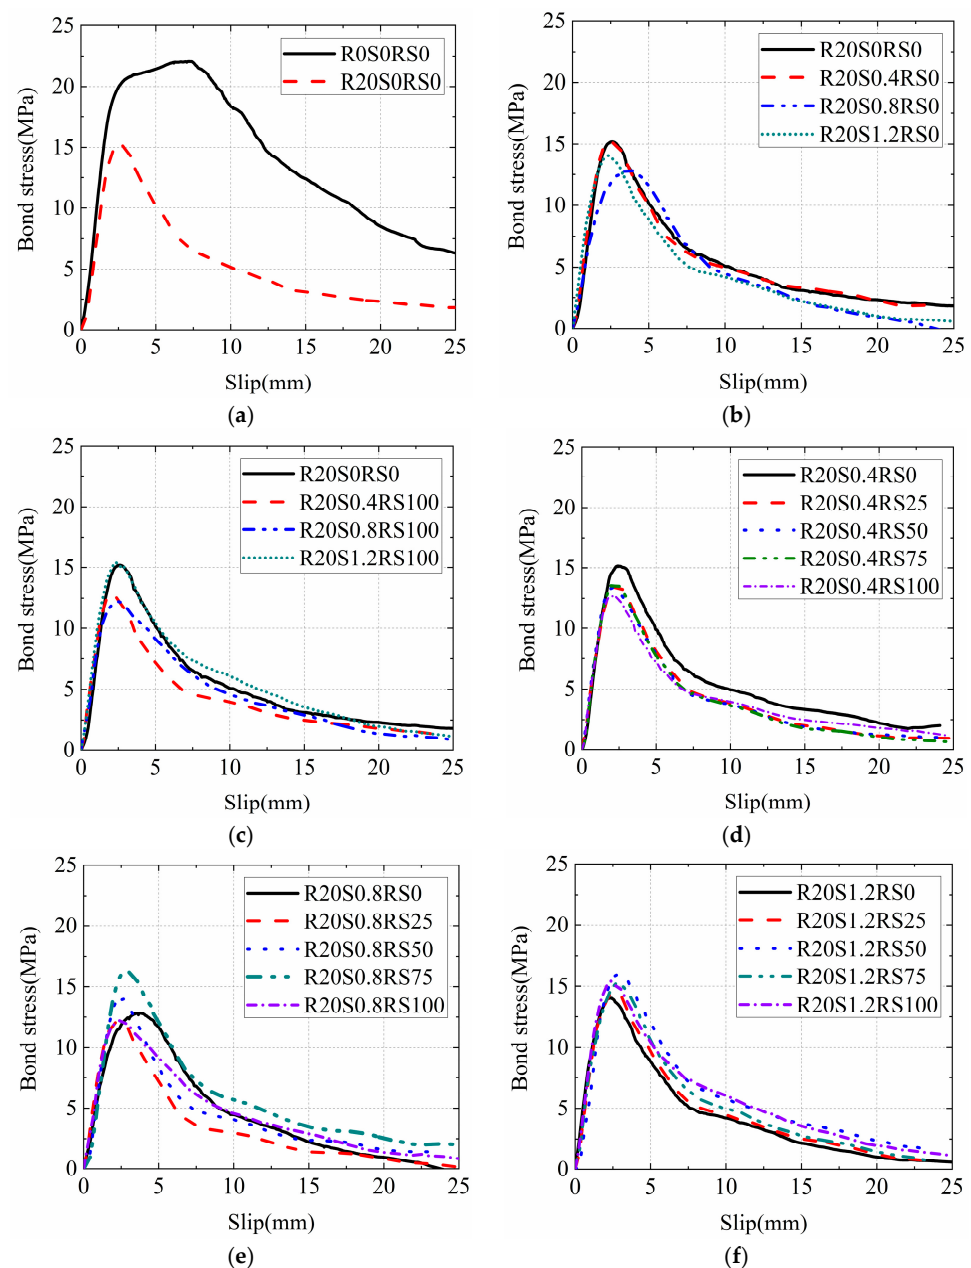 25
20
15
10
5
0
Bond stress(MPa)
R0S0RS0
R20S0RS0
0 5 10 15 20 25
Slip(mm)
(a)
25
20
15
10
5
0
Bond stress(MPa)
R20S0RS0
R20S0.4RS0
R20S0.8RS0
R20S1.2RS0
0 5 10 15 20 25
Slip(mm)
(b)
25
20
15
10
5
0
Bond stress(MPa)
R20S0RS0
R20S0.4RS100
R20S0.8RS100
R20S1.2RS100
0 5 10 15 20 25
Slip(mm)
(c)
25
20
15
10
5
0
Bond stress(MPa)
R20S0.4RS0
R20S0.4RS25
R20S0.4RS50
R20S0.4RS75
R20S0.4RS100
0 5 10 15 20 25
Slip(mm)
(d)
25
20
15
10
5
0
Bond stress(MPa)
R20S0.8RS0
R20S0.8RS25
R20S0.8RS50
R20S0.8RS75
R20S0.8RS100
0 5 10 15 20 25
Slip(mm)
(e)
25
20
15
10
5
0
Bond stress(MPa)
R20S1.2RS0
R20S1.2RS25
R20S1.2RS50
R20S1.2RS75
R20S1.2RS100
0 5 10 15 20 25
Slip(mm)
(f)